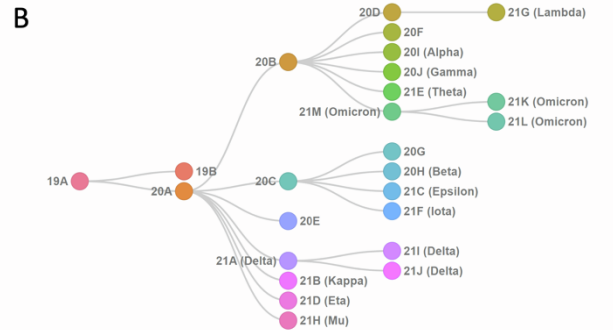 B
20D
21G (Lambda)
20F
20I (Alpha)
20B
20J (Gamma)
21E (Theta)
21K (Omicron)
21M (Omicron)
21L (Omicron)
20G
19B
20H (Beta)
19A
20A
20C
21C (Epsilon)
21F (Iota)
20E
21I (Delta)
21A (Delta)
21J (Delta)
21B (Kappa)
21D (Eta)
21H (Mu)